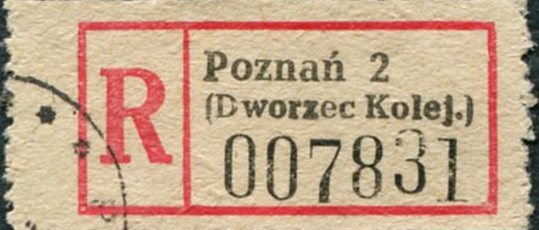 R
Poznań 2
(Dworzec Kolej.)
007831